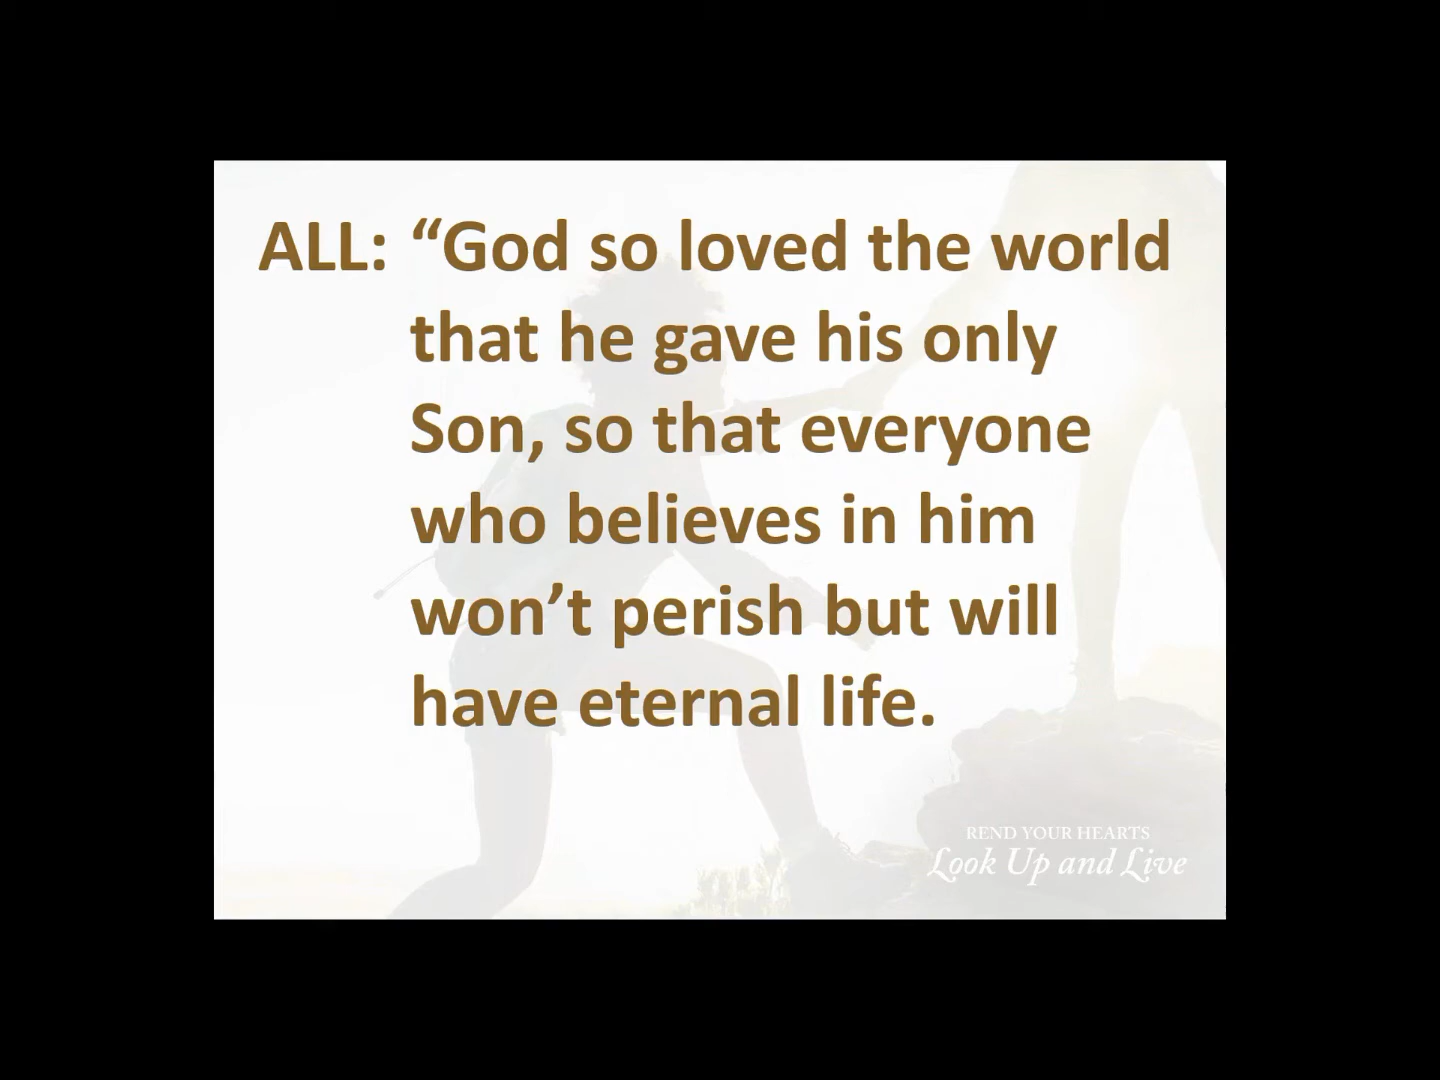 ALL: “God so loved the world
that he gave his only
Son, so that everyone
who believes in him
won’t perish but will
have eternal life.
REND YOUR HEARTS
Look Up and Live